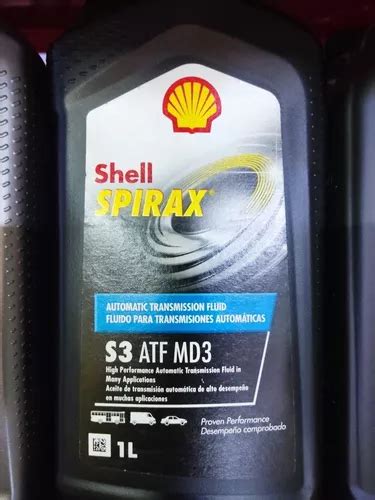 Shell
SPIRAX
AUTOMATIC TRANSMISSION FLUID
FLUIDO PARA TRANSMISIONES AUTOMÁTICAS
S3 ATF MD3
High Performance Automatic Transmission Fluid in
Many Applications
Aceite de transmisión automática de alto desempeño
en muchas aplicaciones
Proven Performance
Desempeño comprobado
1L